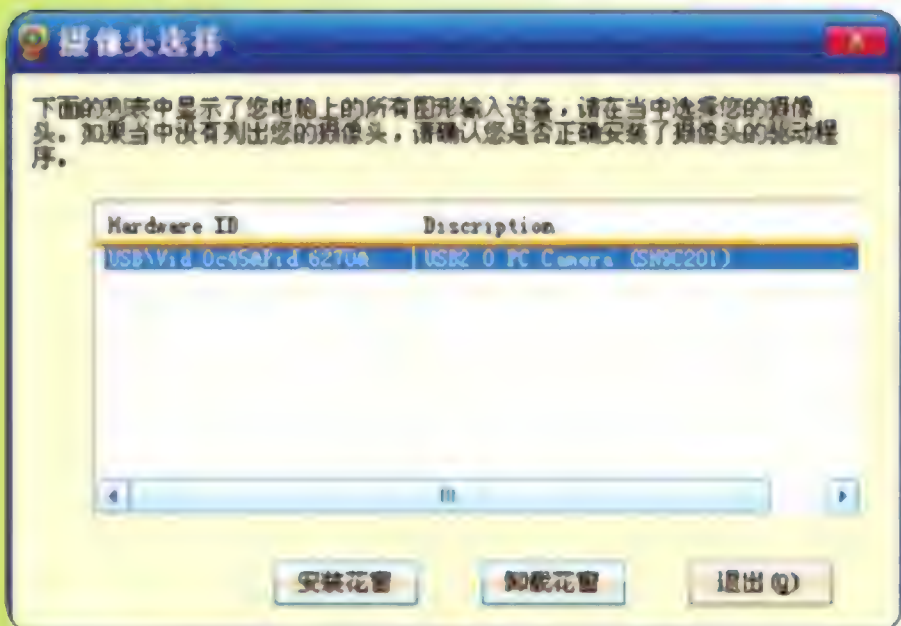 摄像头选择
下面的列表中显示了您电脑上的所有图形输入设备，请在当中选择您的摄像
头。如果当中没有列出您的摄像头，请确认您是否正确安装了摄像头的驱动程
序。
Hardware ID Discription
USB\Vid_0c45&Pid_6270& USB2.0 PC Camera (SN9C201)
安装花窗 卸载花窗 退出(Q)